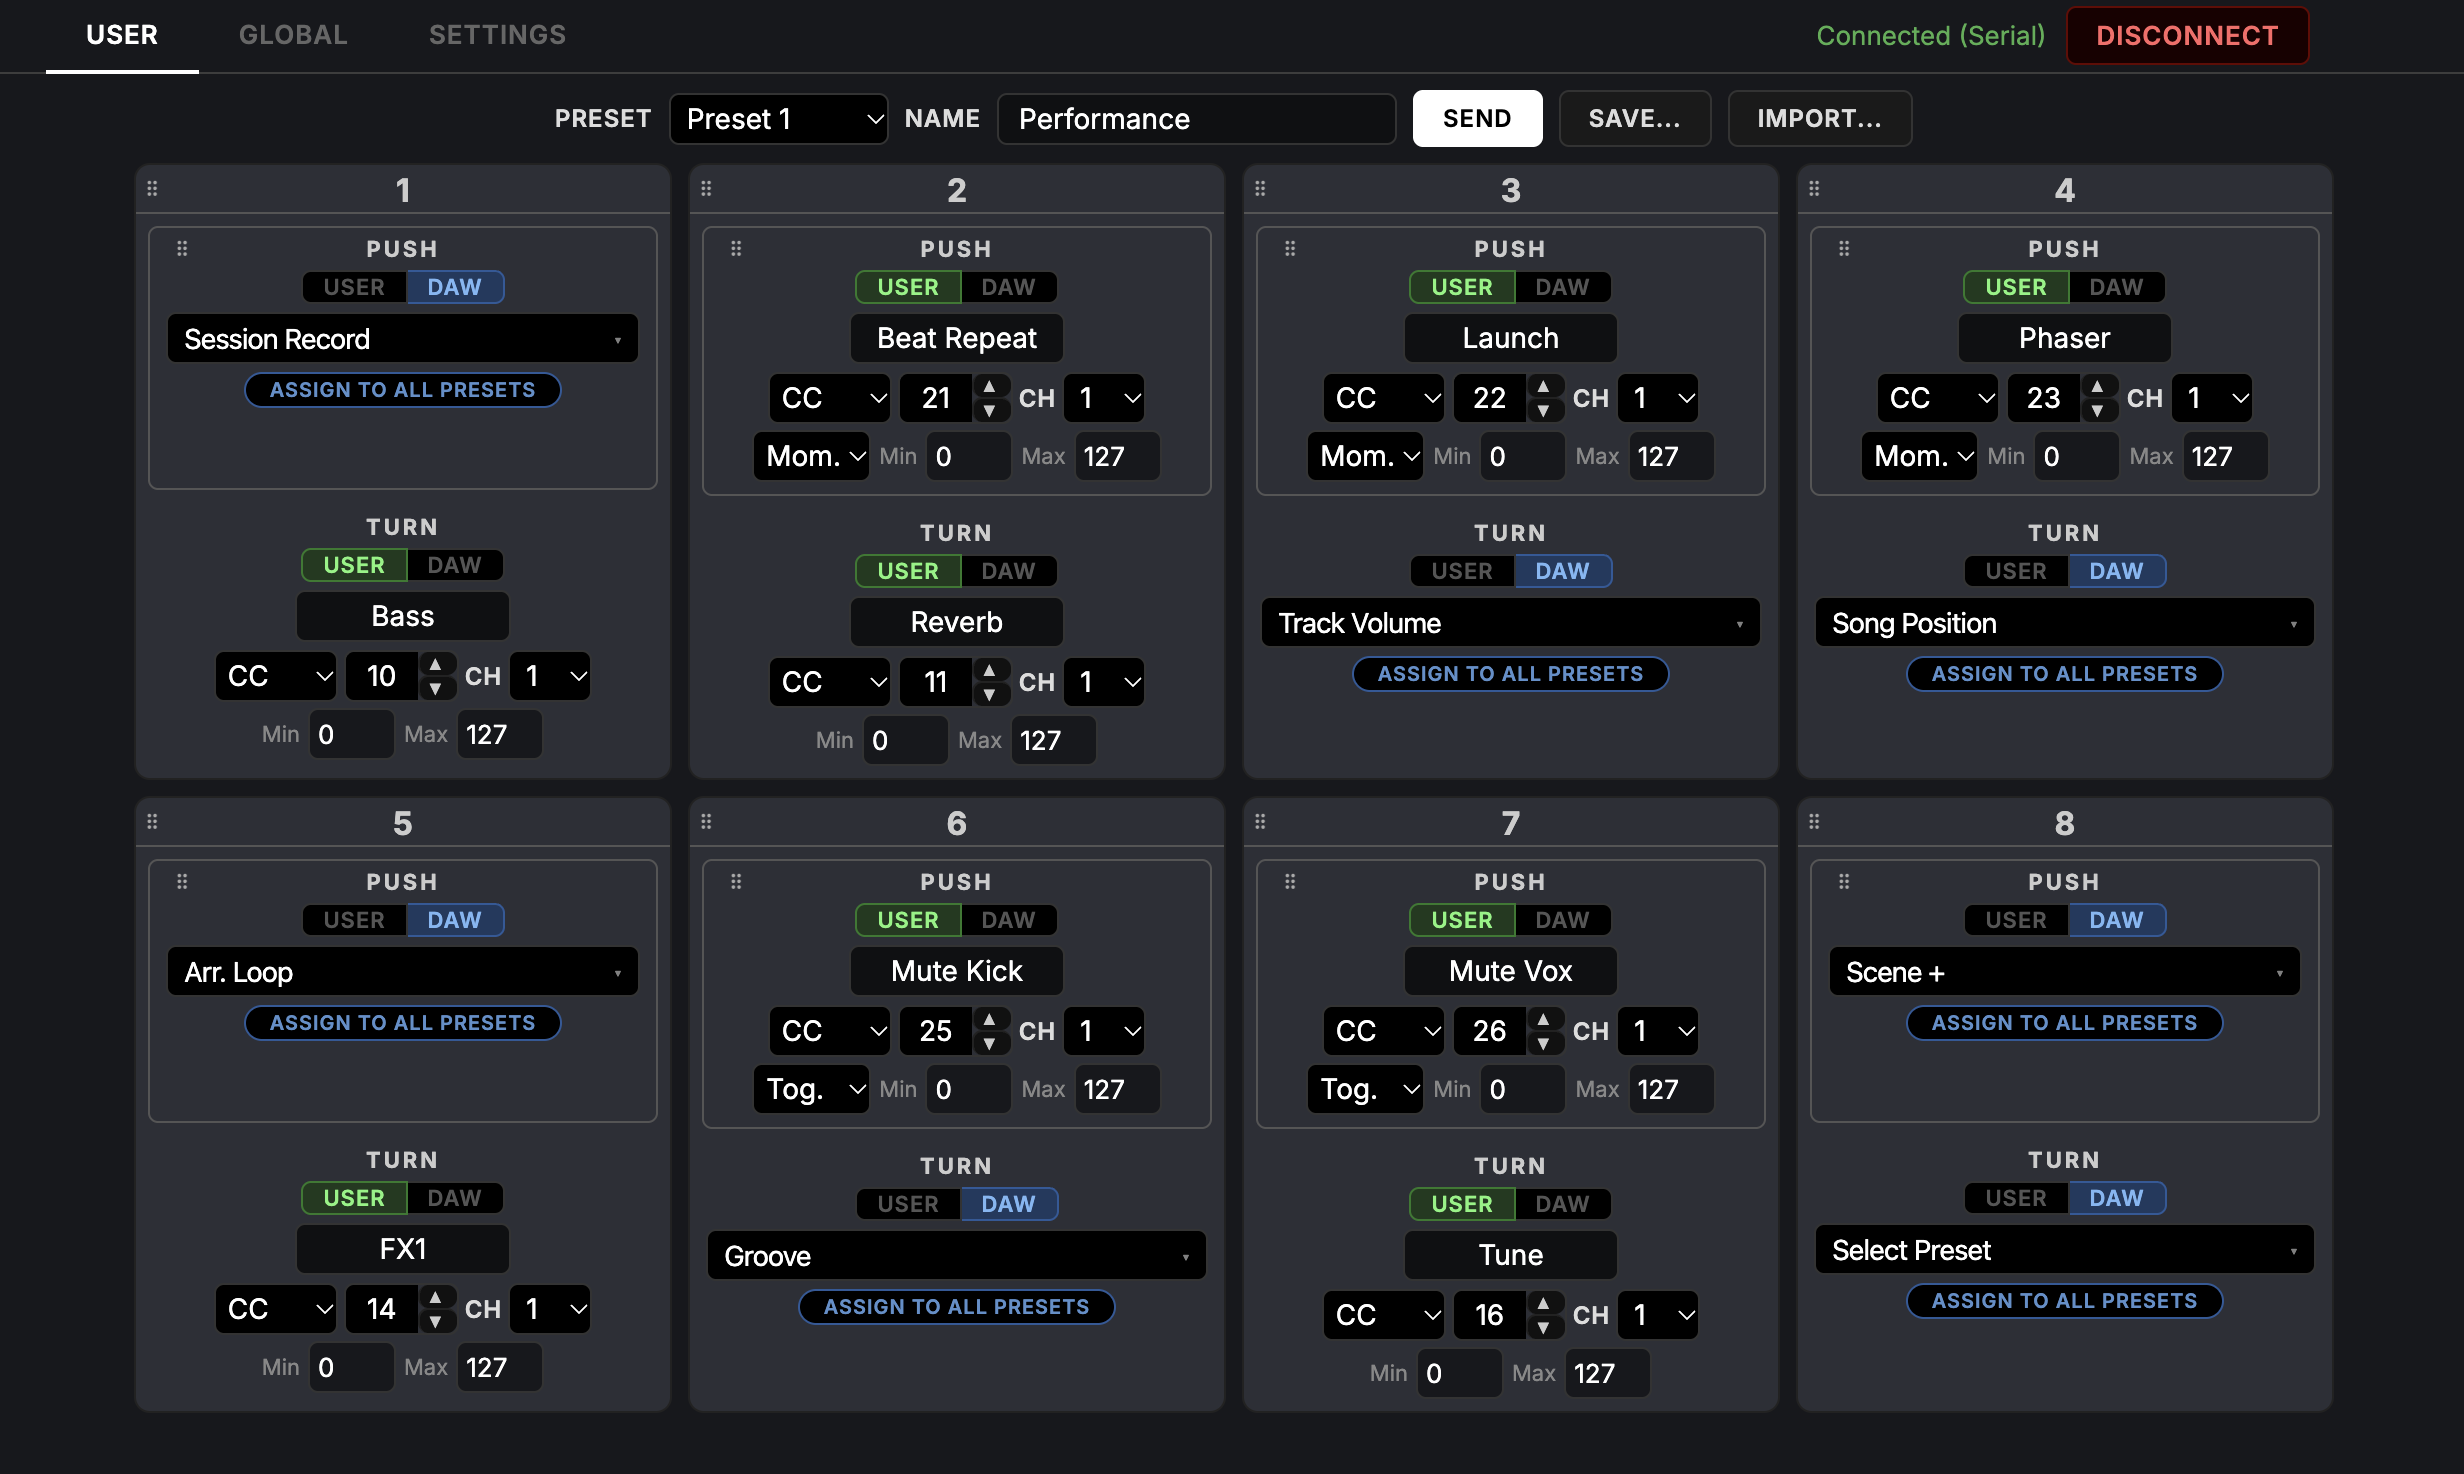 USER GLOBAL SETTINGS Connected (Serial) DISCONNECT
PRESET Preset 1 NAME Performance SEND SAVE... IMPORT...
1
PUSH
USER DAW
Session Record
ASSIGN TO ALL PRESETS
TURN
USER DAW
Bass
CC 10 CH 1
Min 0 Max 127
2
PUSH
USER DAW
Beat Repeat
CC 21 CH 1
Mom. Min 0 Max 127
TURN
USER DAW
Reverb
CC 11 CH 1
Min 0 Max 127
3
PUSH
USER DAW
Launch
CC 22 CH 1
Mom. Min 0 Max 127
TURN
USER DAW
Track Volume
ASSIGN TO ALL PRESETS
4
PUSH
USER DAW
Phaser
CC 23 CH 1
Mom. Min 0 Max 127
TURN
USER DAW
Song Position
ASSIGN TO ALL PRESETS
5
PUSH
USER DAW
Arr. Loop
ASSIGN TO ALL PRESETS
TURN
USER DAW
FX1
CC 14 CH 1
Min 0 Max 127
6
PUSH
USER DAW
Mute Kick
CC 25 CH 1
Tog. Min 0 Max 127
TURN
USER DAW
Groove
ASSIGN TO ALL PRESETS
7
PUSH
USER DAW
Mute Vox
CC 26 CH 1
Tog. Min 0 Max 127
TURN
USER DAW
Tune
CC 16 CH 1
Min 0 Max 127
8
PUSH
USER DAW
Scene +
ASSIGN TO ALL PRESETS
TURN
USER DAW
Select Preset
ASSIGN TO ALL PRESETS